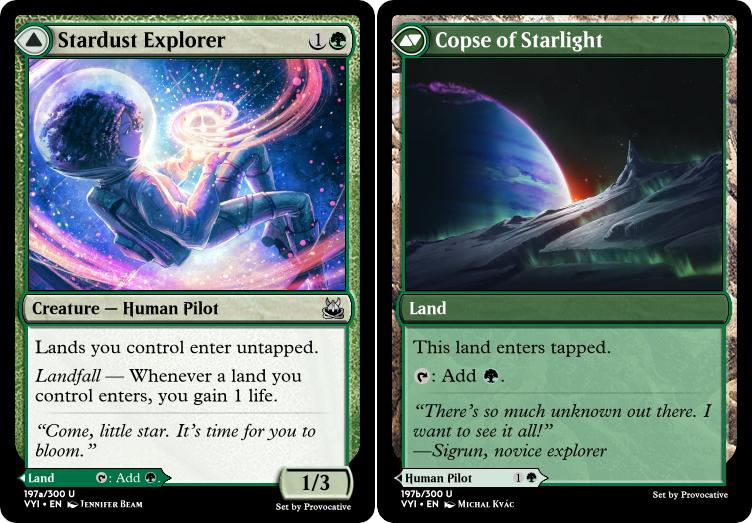 Stardust Explorer 1
Creature — Human Pilot
Lands you control enter untapped.
Landfall — Whenever a land you
control enters, you gain 1 life.
“Come, little star. It's time for you to
bloom.”
Land : Add .
1/3
197a/300 U
VYI • EN Jennifer Beam
Set by Provocative
Copse of Starlight
Land
This land enters tapped.
: Add .
“There's so much unknown out there. I
want to see it all!”
—Sigrun, novice explorer
Human Pilot 1
197b/300 U
VYI • EN Michal Kváč
Set by Provocative